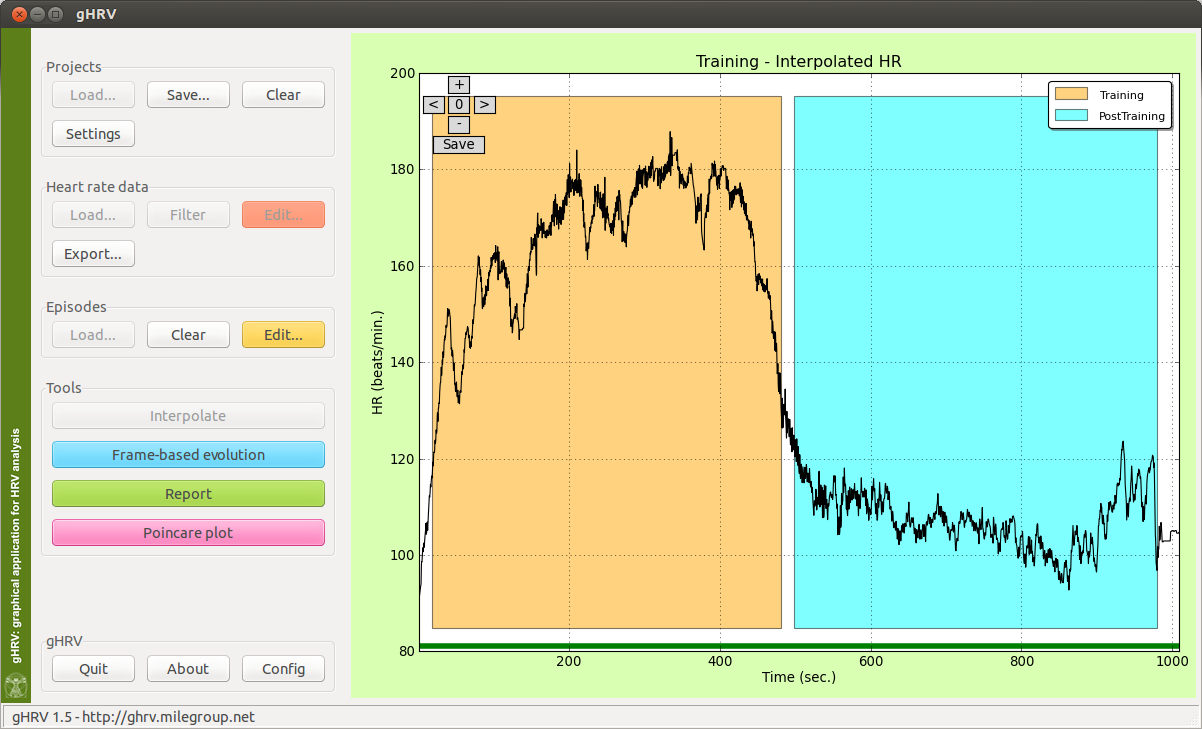 gHRV
gHRV: graphical application for HRV analysis
Projects
Load...
Save...
Clear
Settings
Heart rate data
Load...
Filter
Edit...
Export...
Episodes
Load...
Clear
Edit...
Tools
Interpolate
Frame-based evolution
Report
Poincare plot
gHRV
Quit
About
Config
Training - Interpolated HR
+
< 0 >
-
Save
Training
PostTraining
HR (beats/min.)
200
180
160
140
120
100
80
200 400 600 800 1000
Time (sec.)
gHRV 1.5 - http://ghrv.milegroup.net